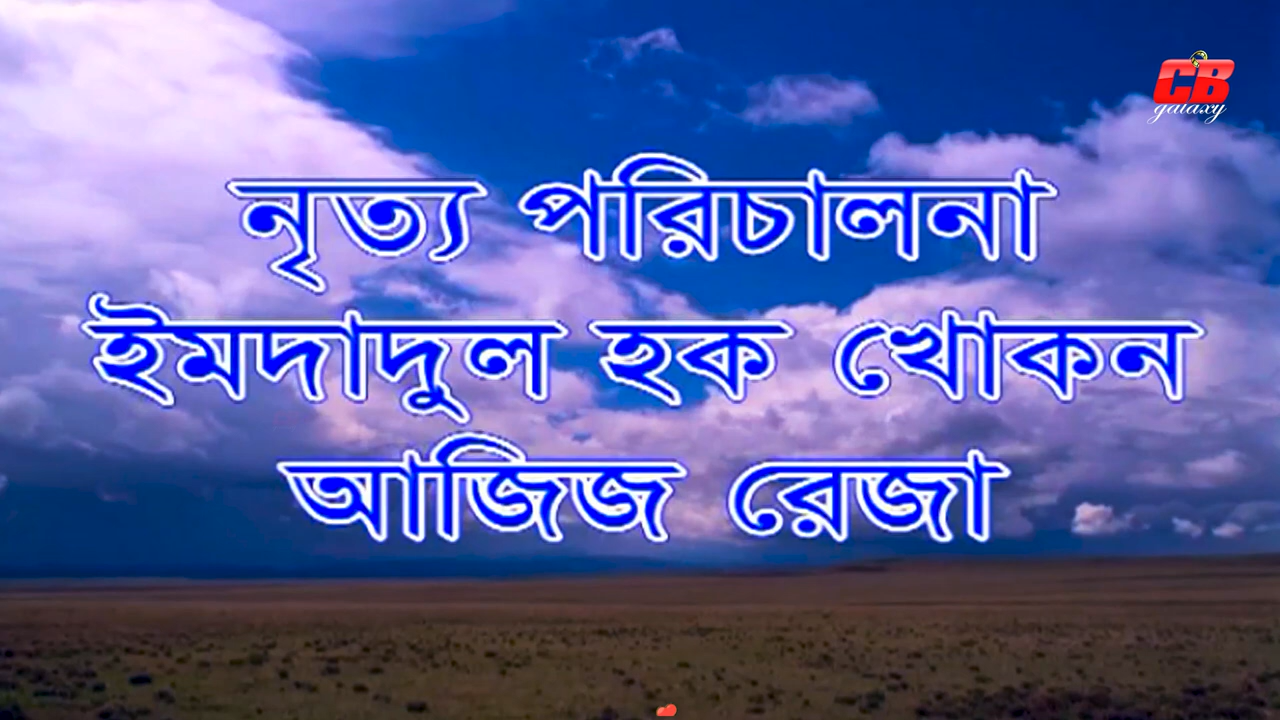 CB
galaxy
নৃত্য পরিচালনা
ইমদাদুল হক খোকন
আজিজ রেজা